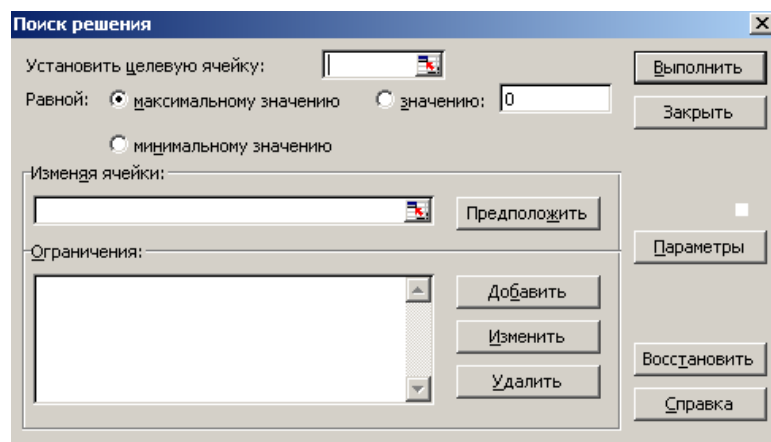 Поиск решения
Установить целевую ячейку:
Выполнить
Равной: максимальному значению значению: 0
Закрыть
минимальному значению
Изменяя ячейки:
Предположить
Параметры
Ограничения:
Добавить
Изменить
Восстановить
Удалить
Справка